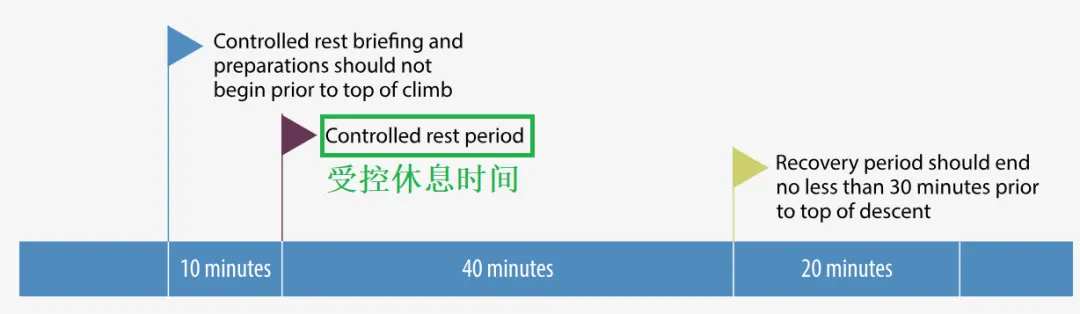 Controlled rest briefing and
preparations should not
begin prior to top of climb
Controlled rest period
受控休息时间
Recovery period should end
no less than 30 minutes prior
to top of descent
10 minutes
40 minutes
20 minutes